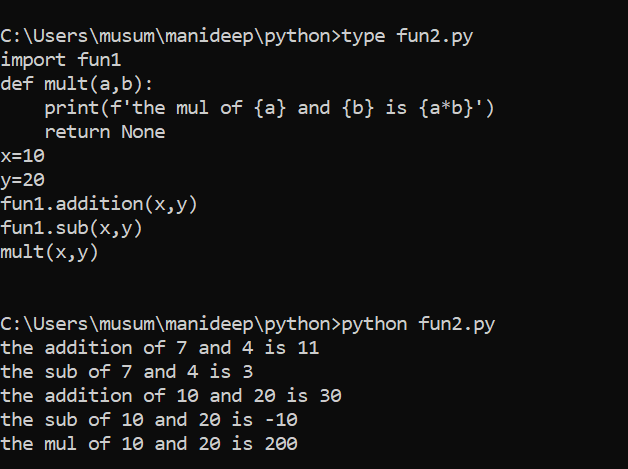 C:\Users\musum\manideep\python>type fun2.py
import fun1
def mult(a,b):
    print(f'the mul of {a} and {b} is {a*b}')
    return None
x=10
y=20
fun1.addition(x,y)
fun1.sub(x,y)
mult(x,y)
C:\Users\musum\manideep\python>python fun2.py
the addition of 7 and 4 is 11
the sub of 7 and 4 is 3
the addition of 10 and 20 is 30
the sub of 10 and 20 is -10
the mul of 10 and 20 is 200